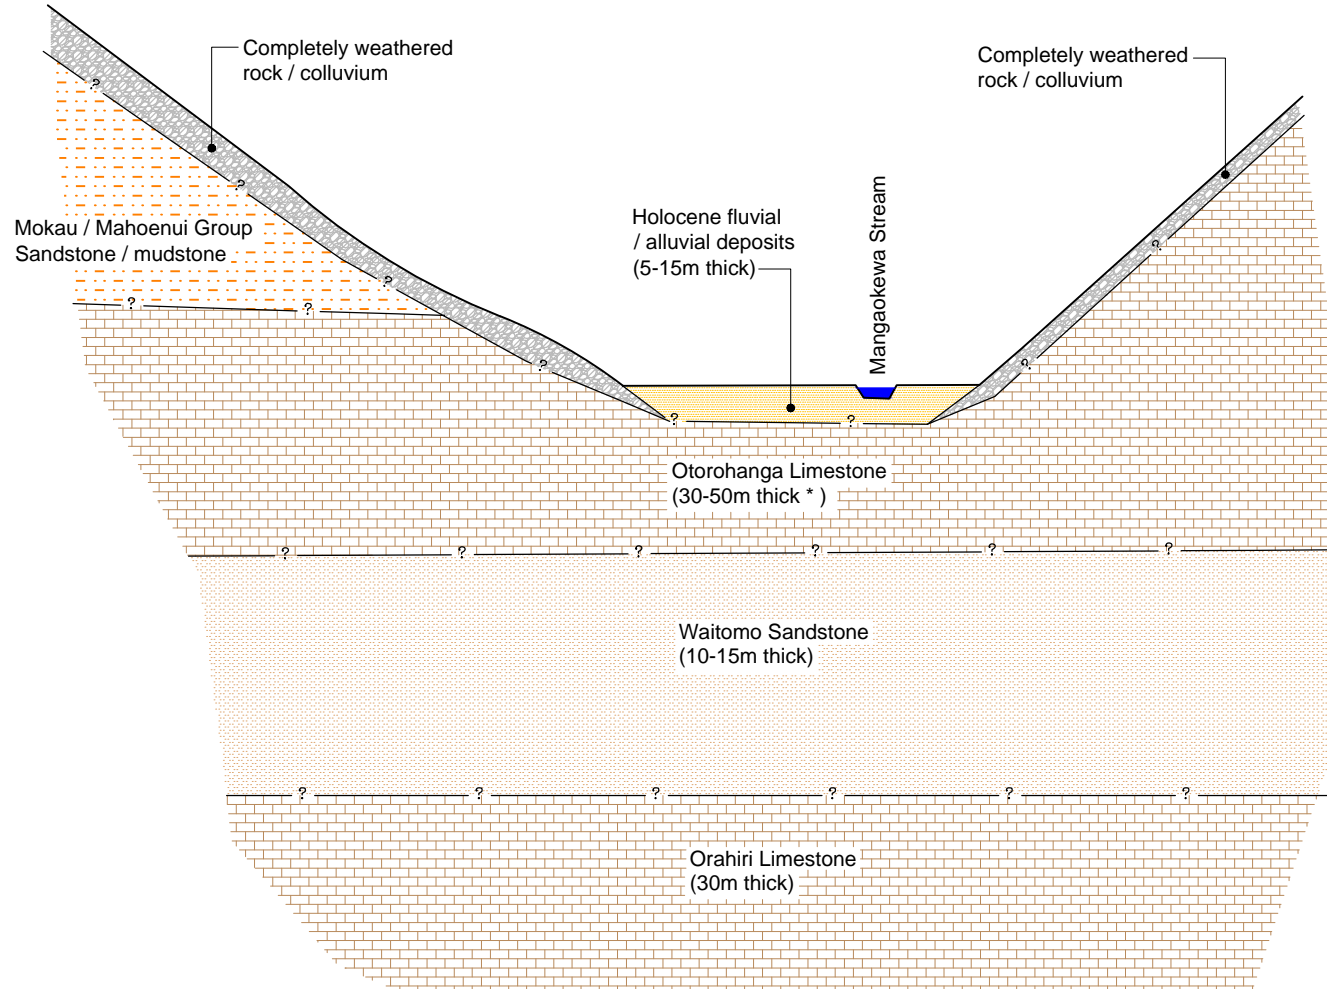 Completely weathered
rock / colluvium
Completely weathered
rock / colluvium
?
?
Mokau / Mahoenui Group
Sandstone / mudstone
Holocene fluvial
/ alluvial deposits
(5-15m thick)
Mangaokewa Stream
?
?
?
?
?
?
?
?
Otorohanga Limestone
(30-50m thick * )
?
?
?
?
?
?
Waitomo Sandstone
(10-15m thick)
?
?
?
?
?
?
Orahiri Limestone
(30m thick)